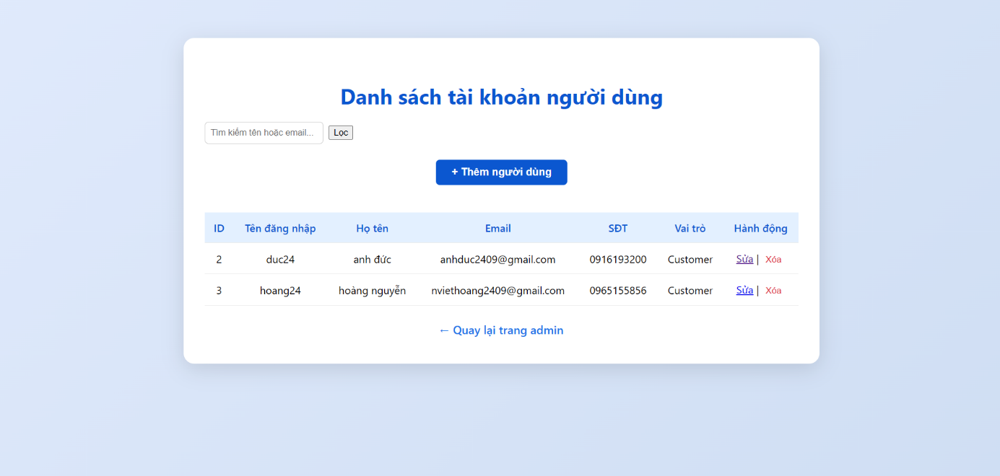 Danh sách tài khoản người dùng
Tìm kiếm tên hoặc email... Lọc
+ Thêm người dùng
ID Tên đăng nhập Họ tên Email SĐT Vai trò Hành động
2 duc24 anh đức anhduc2409@gmail.com 0916193200 Customer Sửa | Xóa
3 hoang24 hoàng nguyễn nviethoang2409@gmail.com 0965155856 Customer Sửa | Xóa
← Quay lại trang admin